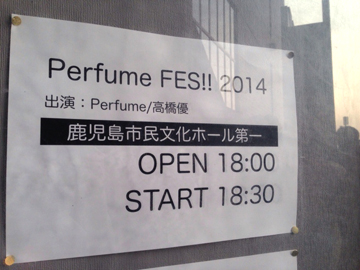 Perfume FES!! 2014
出演：Perfume/高橋優
鹿児島市民文化ホール第一
OPEN 18:00
START 18:30